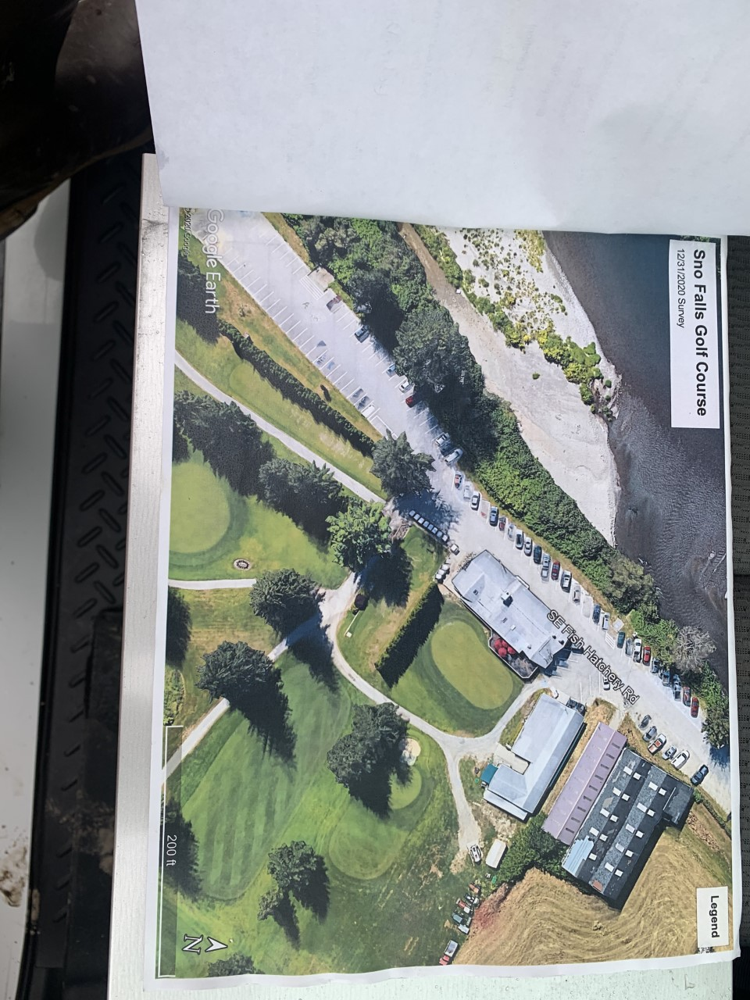 Sno Falls Golf Course
12/31/2020 Survey
Legend
SE Fish Hatchery Rd
Google Earth
200 ft
N